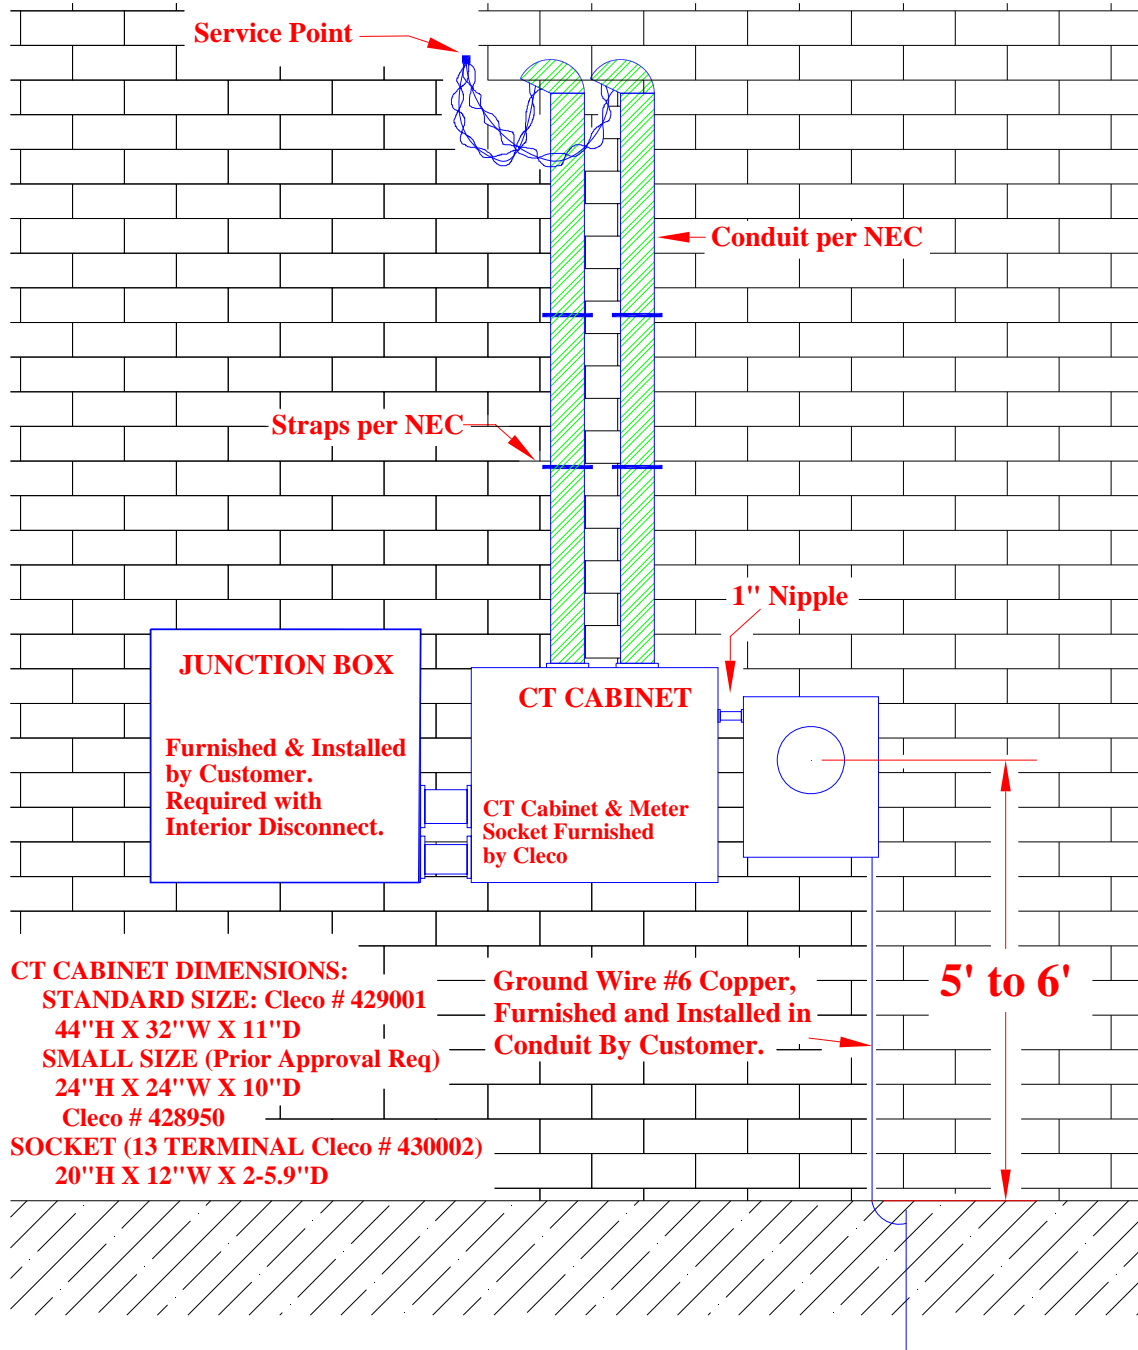 Service Point
Conduit per NEC
Straps per NEC
1" Nipple
JUNCTION BOX
Furnished & Installed
by Customer.
Required with
Interior Disconnect.
CT CABINET
CT Cabinet & Meter
Socket Furnished
by Cleco
CT CABINET DIMENSIONS:
STANDARD SIZE: Cleco # 429001
44"H X 32"W X 11"D
SMALL SIZE (Prior Approval Req)
24"H X 24"W X 10"D
Cleco # 428950
SOCKET (13 TERMINAL Cleco # 430002)
20"H X 12"W X 2-5.9"D
Ground Wire #6 Copper,
Furnished and Installed in
Conduit By Customer.
5' to 6'